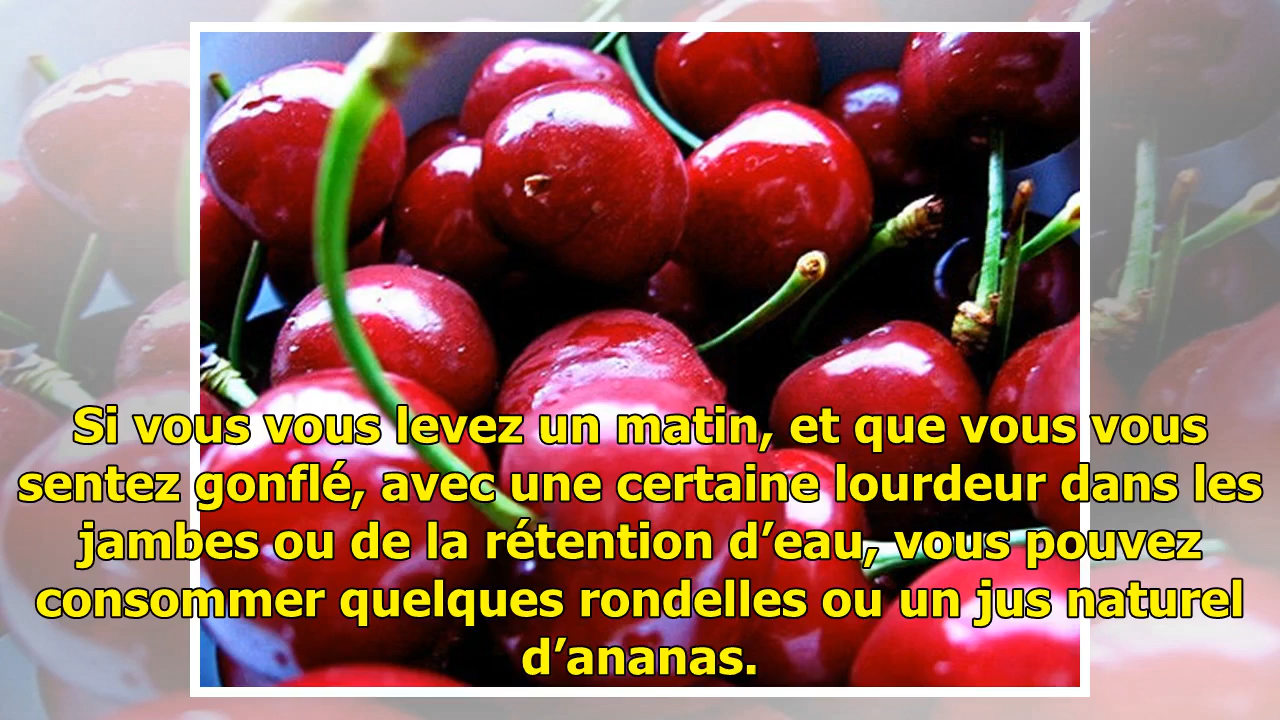 Si vous vous levez un matin, et que vous vous
sentez gonflé, avec une certaine lourdeur dans les
jambes ou de la rétention d’eau, vous pouvez
consommer quelques rondelles ou un jus naturel
d’ananas.